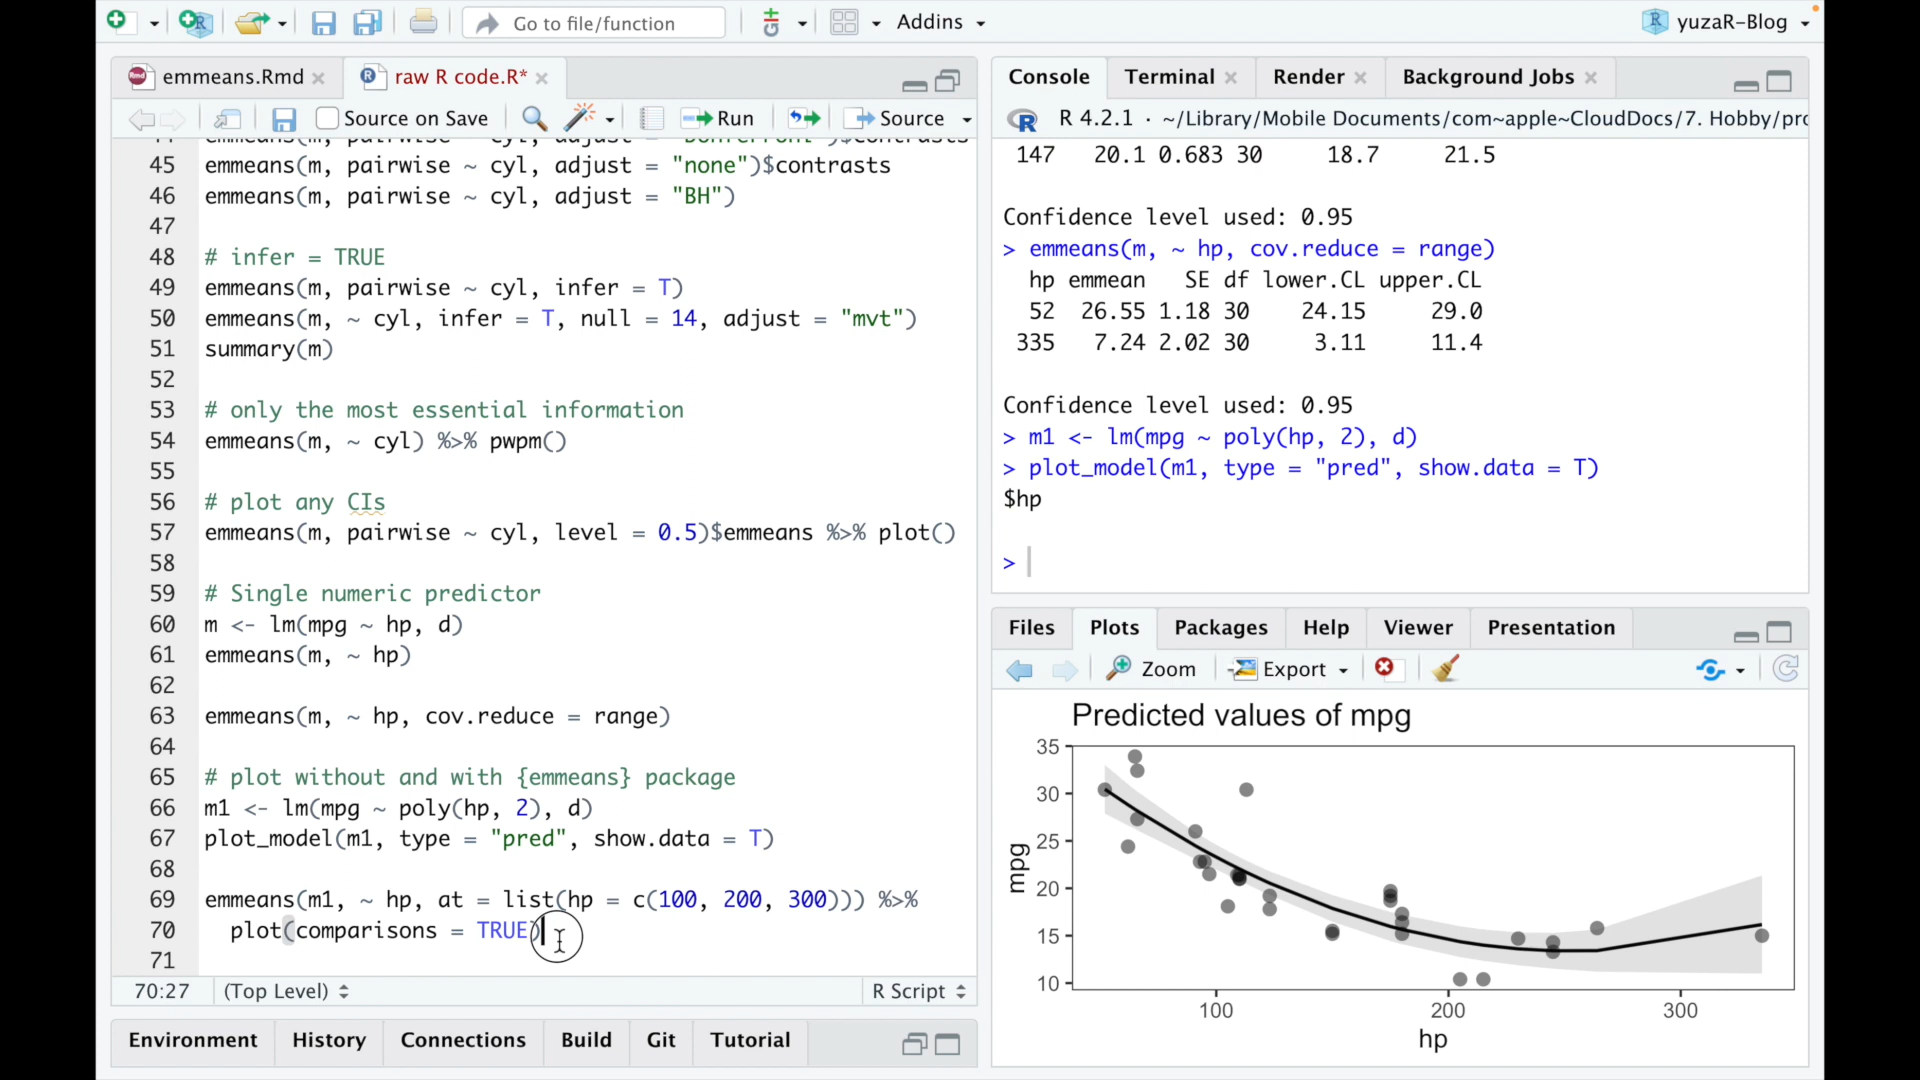 Go to file/function
Addins
yuzaR-Blog
emmeans.Rmd
raw R code.R*
Source on Save
Run
Source
45 emmeans(m, pairwise ~ cyl, adjust = "none")$contrasts
46 emmeans(m, pairwise ~ cyl, adjust = "BH")
47
48 # infer = TRUE
49 emmeans(m, pairwise ~ cyl, infer = T)
50 emmeans(m, ~ cyl, infer = T, null = 14, adjust = "mvt")
51 summary(m)
52
53 # only the most essential information
54 emmeans(m, ~ cyl) %>% pwpm()
55
56 # plot any CIs
57 emmeans(m, pairwise ~ cyl, level = 0.5)$emmeans %>% plot()
58
59 # Single numeric predictor
60 m <- lm(mpg ~ hp, d)
61 emmeans(m, ~ hp)
62
63 emmeans(m, ~ hp, cov.reduce = range)
64
65 # plot without and with {emmeans} package
66 m1 <- lm(mpg ~ poly(hp, 2), d)
67 plot_model(m1, type = "pred", show.data = T)
68
69 emmeans(m1, ~ hp, at = list(hp = c(100, 200, 300))) %>%
70 plot(comparisons = TRUE)
71
70:27 (Top Level) R Script
Environment History Connections Build Git Tutorial
Console Terminal Render Background Jobs
R 4.2.1 · ~/Library/Mobile Documents/com~apple~CloudDocs/7. Hobby/pro
147 20.1 0.683 30 18.7 21.5
Confidence level used: 0.95
> emmeans(m, ~ hp, cov.reduce = range)
hp emmean SE df lower.CL upper.CL
52 26.55 1.18 30 24.15 29.0
335 7.24 2.02 30 3.11 11.4
Confidence level used: 0.95
> m1 <- lm(mpg ~ poly(hp, 2), d)
> plot_model(m1, type = "pred", show.data = T)
$hp
>
Files Plots Packages Help Viewer Presentation
Zoom Export
Predicted values of mpg
35
30
25
20
15
10
mpg
100 200 300
hp